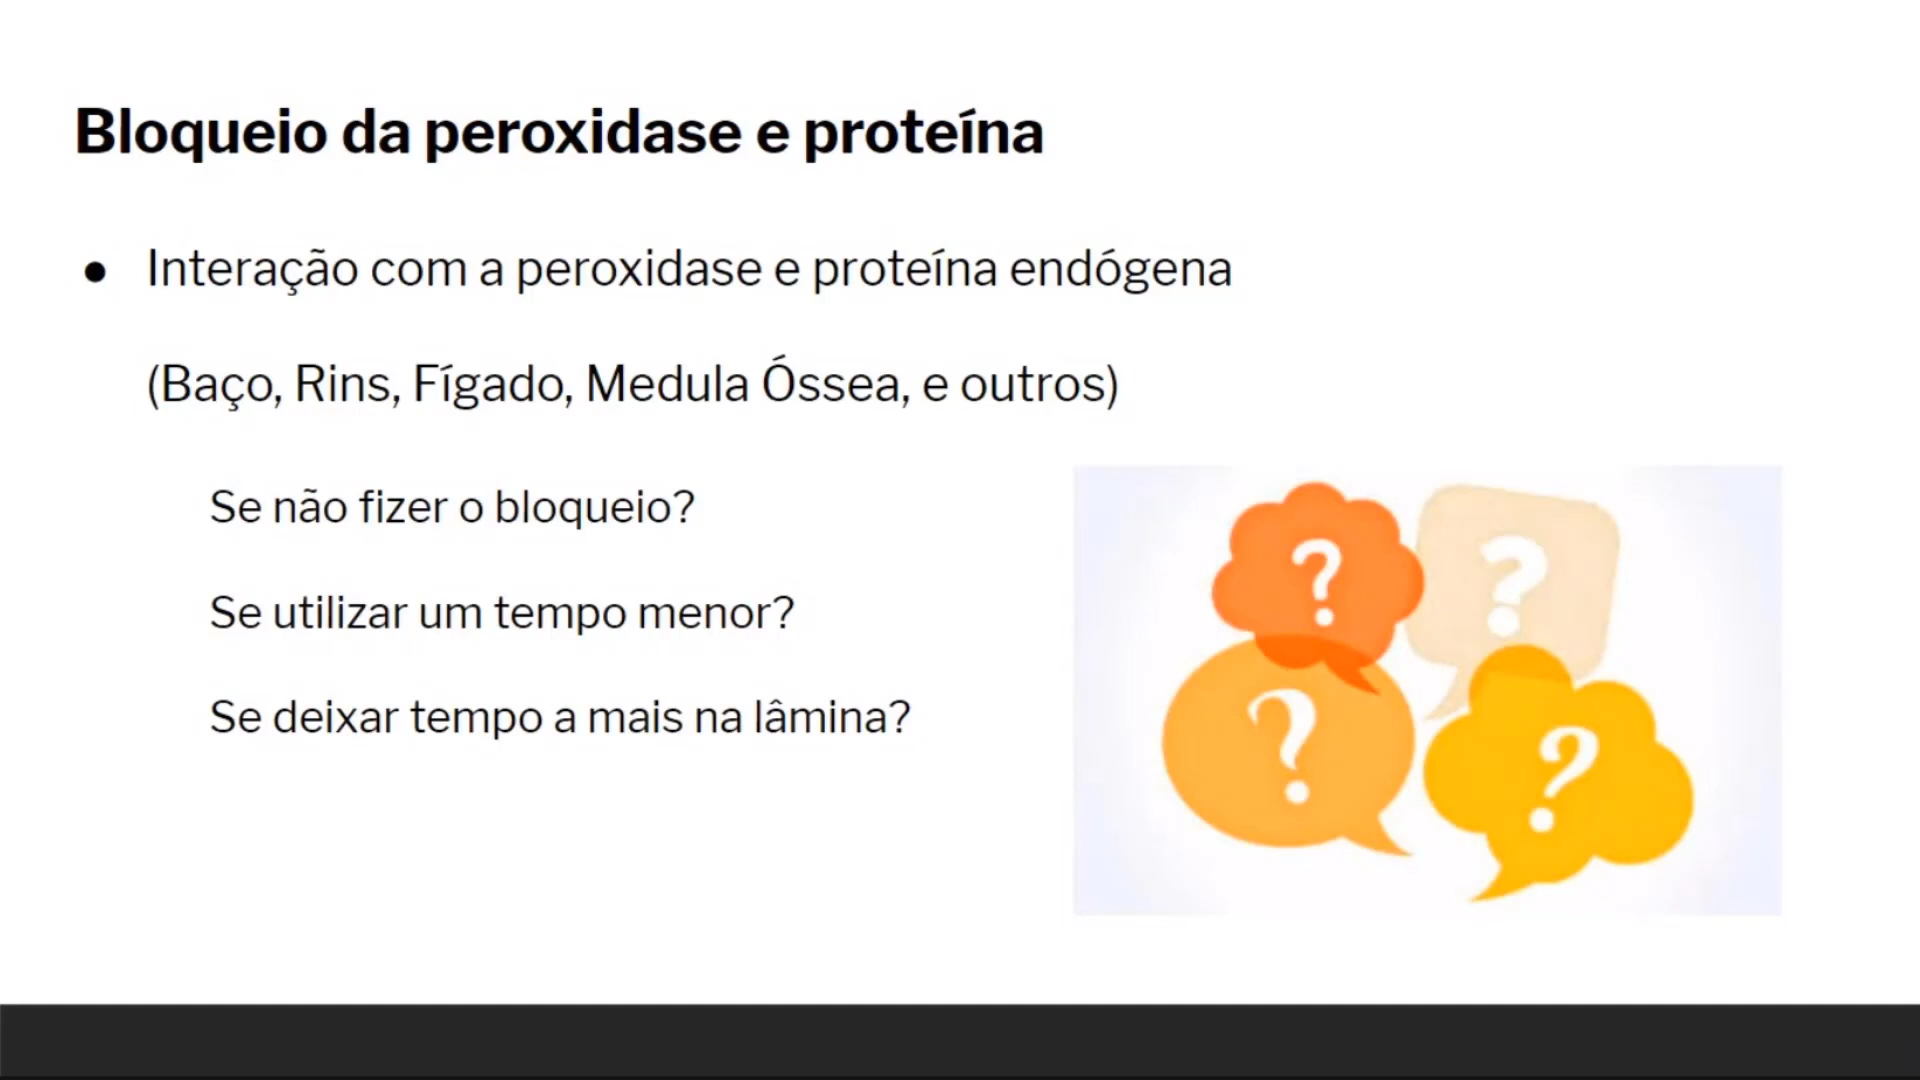 Bloqueio da peroxidase e proteína
● Interação com a peroxidase e proteína endógena
(Baço, Rins, Fígado, Medula Óssea, e outros)
Se não fizer o bloqueio?
Se utilizar um tempo menor?
Se deixar tempo a mais na lâmina?
? ?
? ?